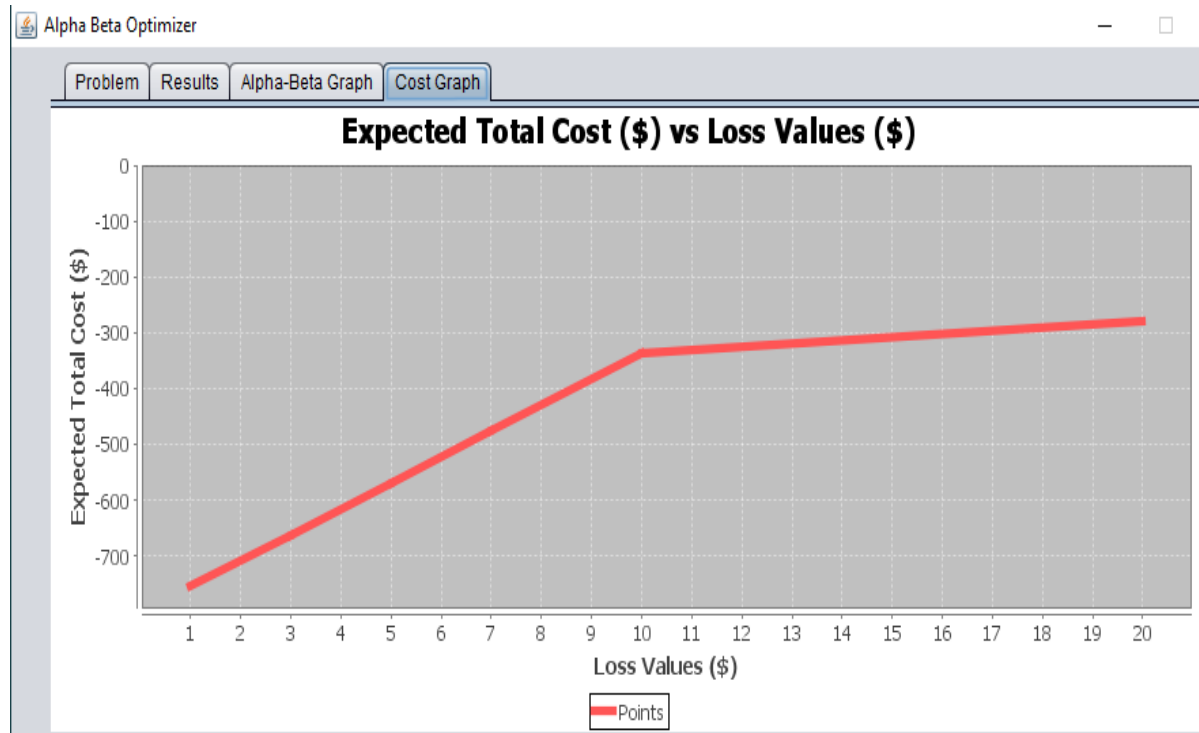 Alpha Beta Optimizer
Problem Results Alpha-Beta Graph Cost Graph
Expected Total Cost ($) vs Loss Values ($)
Expected Total Cost ($)
0
-100
-200
-300
-400
-500
-600
-700
1 2 3 4 5 6 7 8 9 10 11 12 13 14 15 16 17 18 19 20
Loss Values ($)
Points